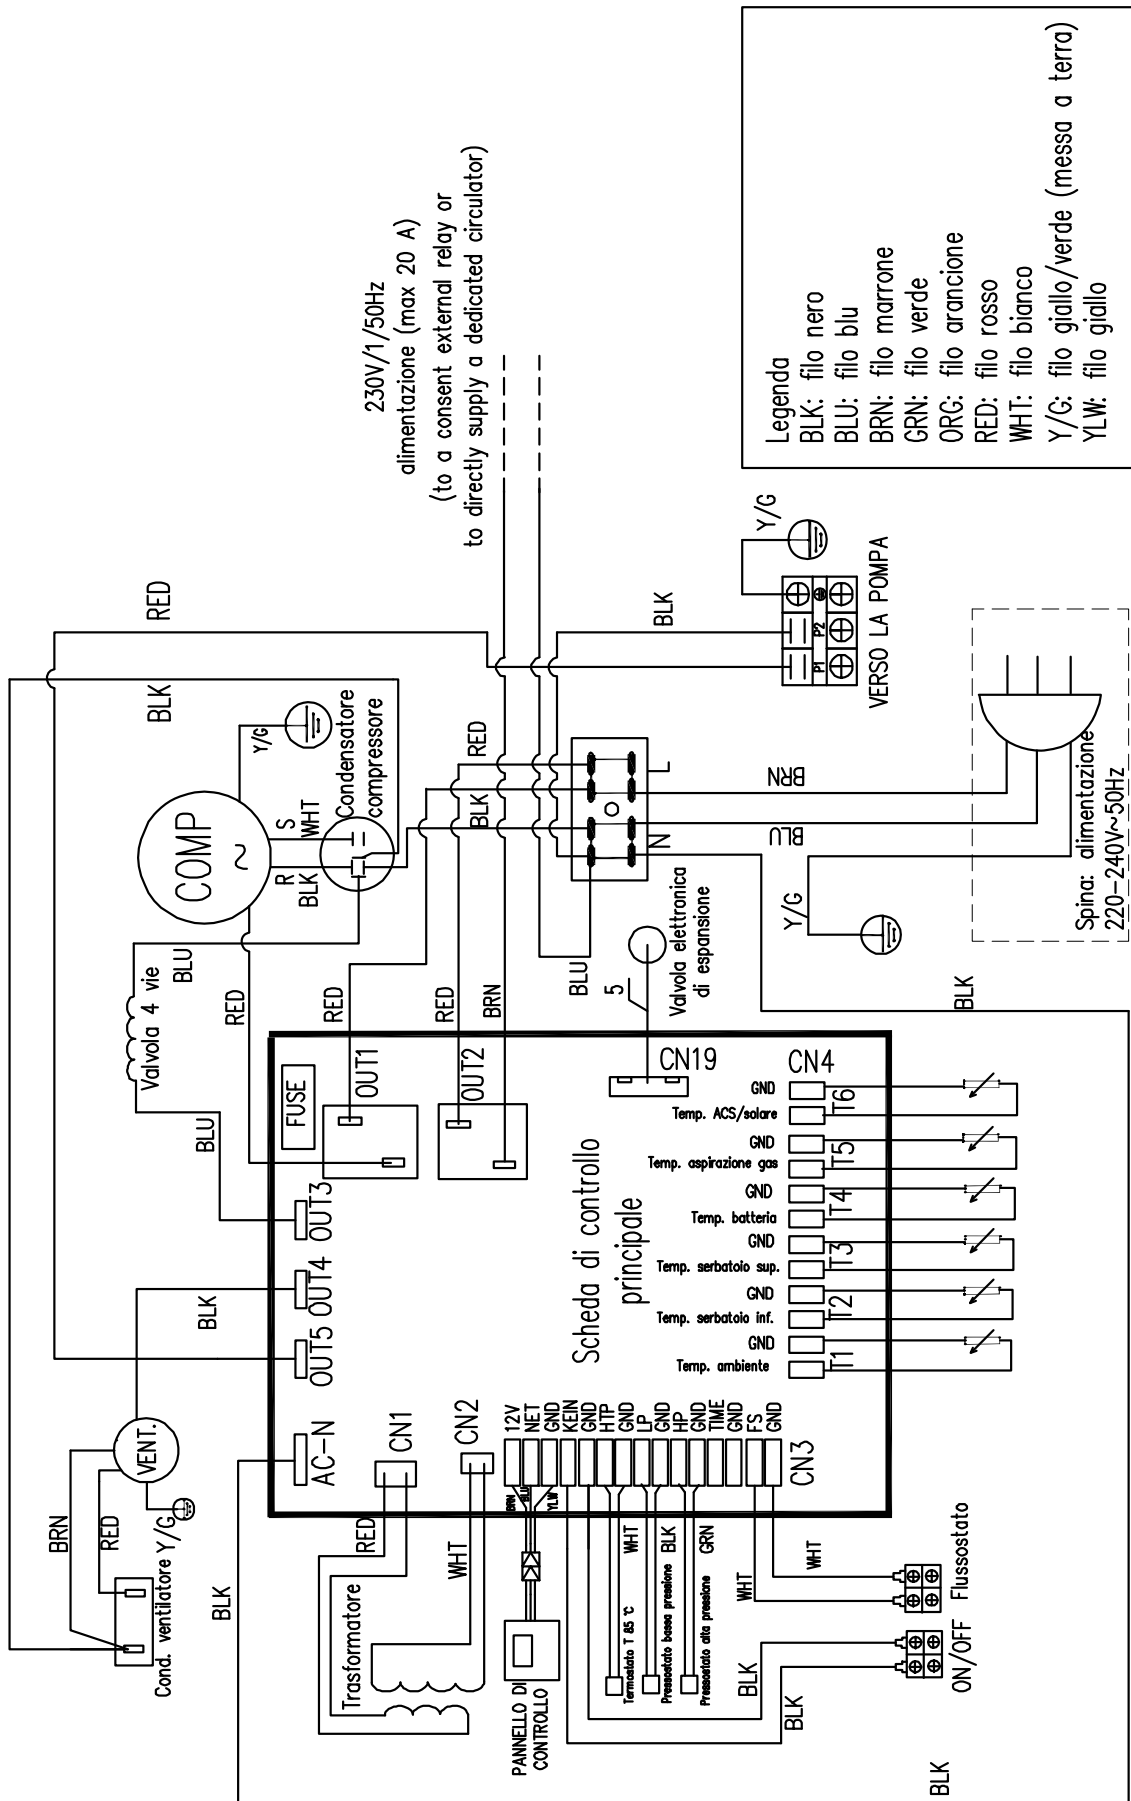 230V/1/50Hz
alimentazione (max 20 A)
(to a consent external relay or
to directly supply a dedicated circulator)
Legenda
BLK: filo nero
BLU: filo blu
BRN: filo marrone
GRN: filo verde
ORG: filo arancione
RED: filo rosso
WHT: filo bianco
Y/G: filo giallo/verde (messa a terra)
YLW: filo giallo
RED
BLK
Y/G
COMP
S
WHT
R
BLK
Condensatore
compressore
Valvola 4 vie
BLU
BLU
RED
RED
RED
BRN
RED
BLK
BLK
Y/G
P1
P2
VERSO LA POMPA
L
N
BRN
BLU
BLU
Y/G
Spina: alimentazione
220-240V~50Hz
5
Valvola elettronica
di espansione
BLK
FUSE
OUT1
OUT2
OUT3
OUT4
OUT5
AC-N
CN1
CN2
CN19
CN4
CN3
Scheda di controllo
principale
GND
Temp. ACS/solare
T6
GND
Temp. aspirazione gas
T5
GND
Temp. batteria
T4
GND
Temp. serbatoio sup.
T3
GND
Temp. serbatoio inf.
T2
GND
Temp. ambiente
T1
12V
NET
GND
KEIN
GND
HTP
GND
LP
GND
HP
GND
TIME
GND
FS
GND
BLK
VENT.
BRN
RED
Y/G
Cond. ventilatore
BLK
RED
WHT
Trasformatore
BRN
BLU
YLW
PANNELLO DI
CONTROLLO
WHT
Termostato T 85 ℃
BLK
Pressostato bassa pressione
GRN
Pressostato alta pressione
WHT
WHT
Flussostato
BLK
BLK
ON/OFF
BLK